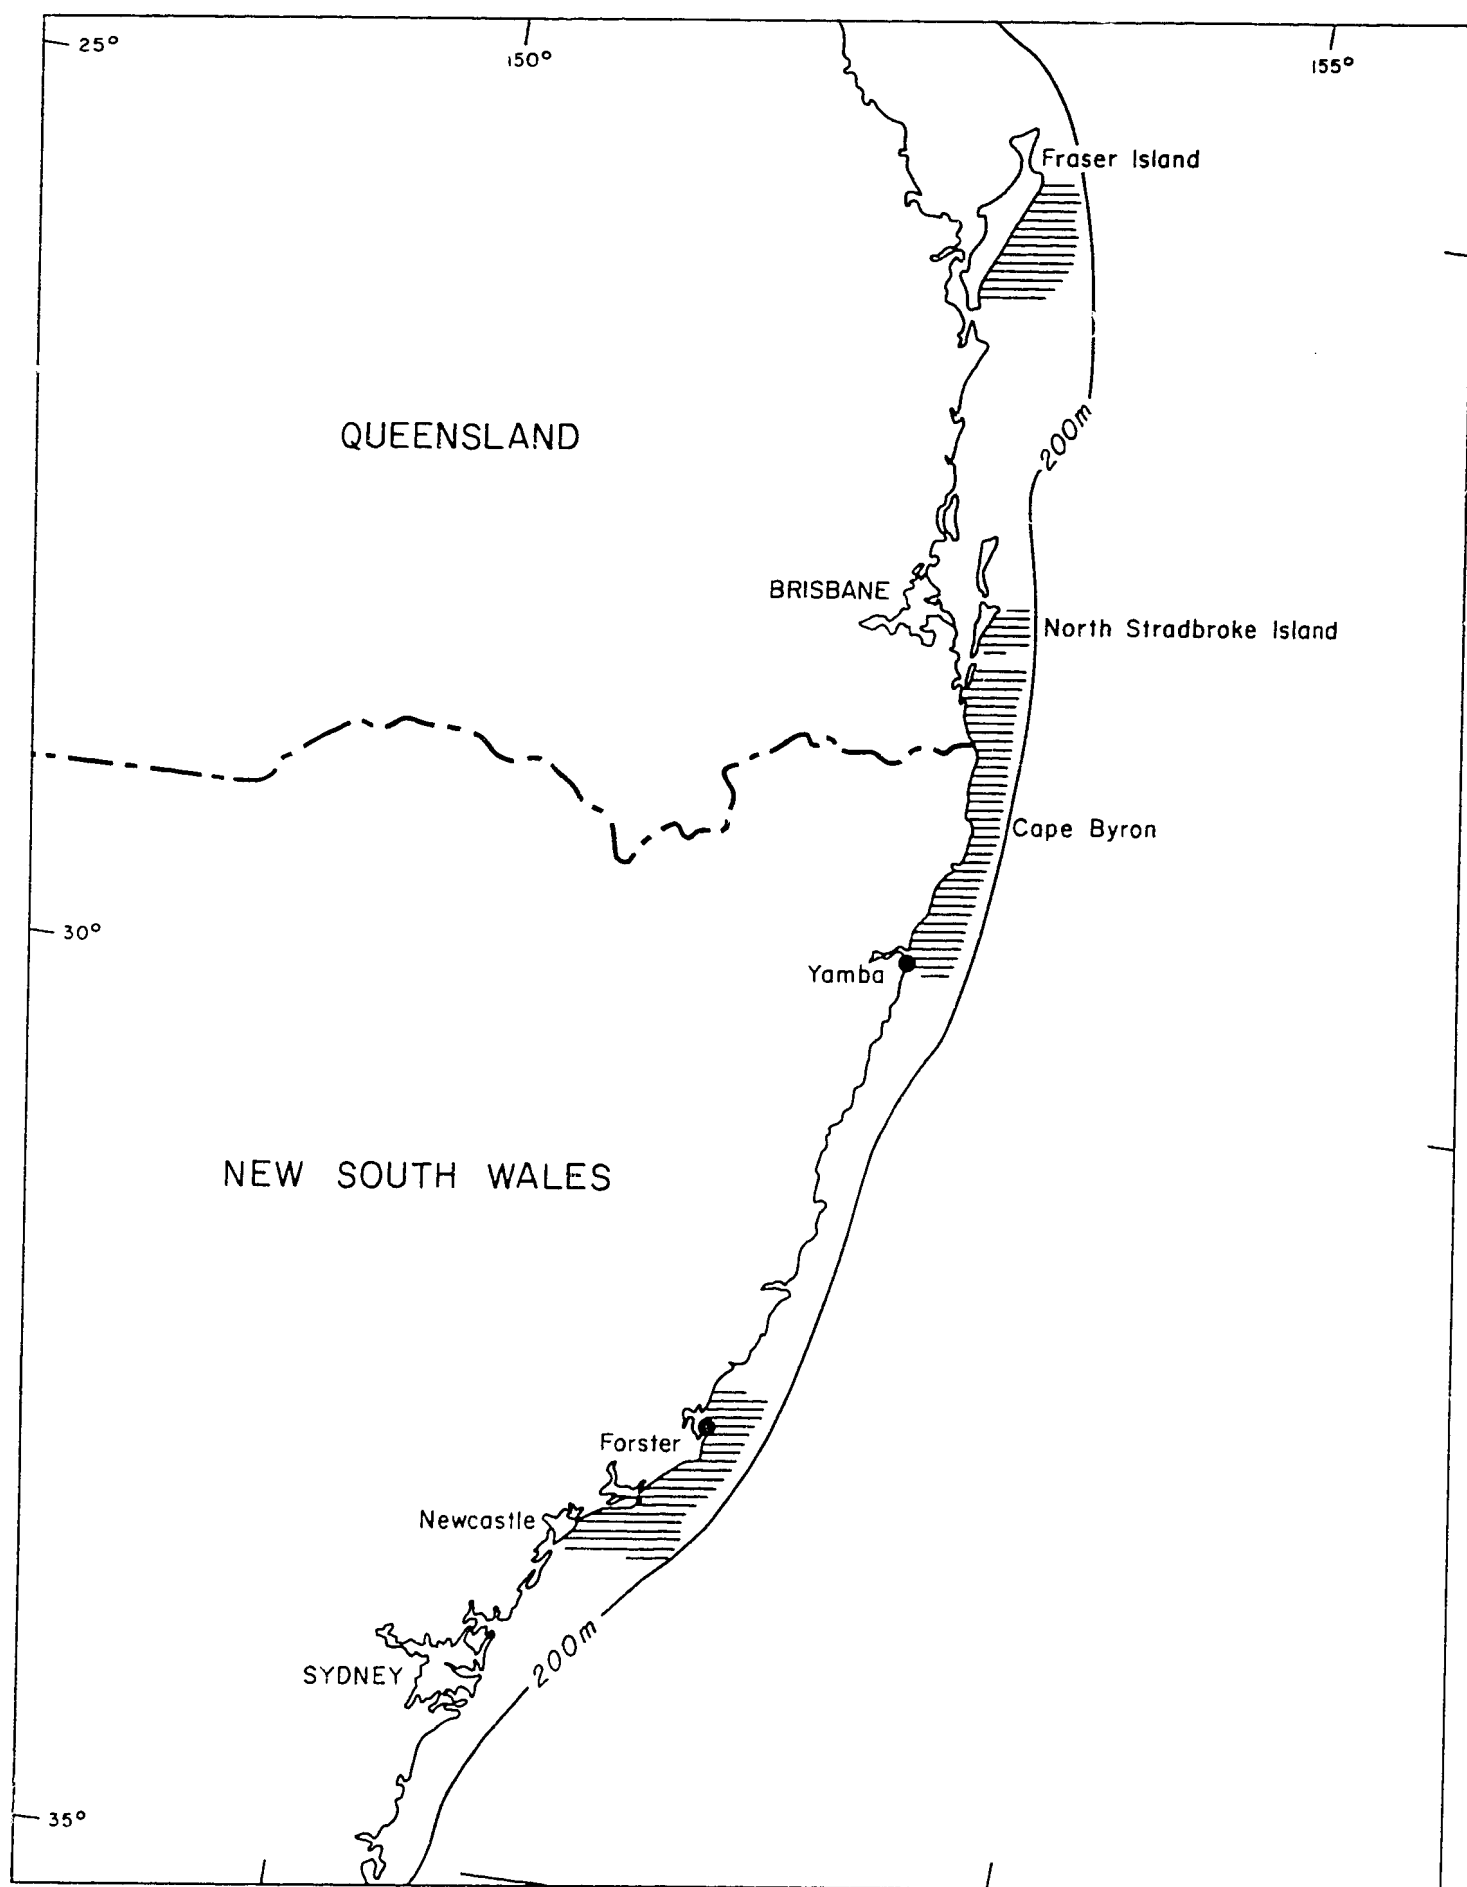 25°
150°
155°
Fraser Island
QUEENSLAND
200m
BRISBANE
North Stradbroke Island
Cape Byron
30°
Yamba
NEW SOUTH WALES
Forster
Newcastle
200m
SYDNEY
35°